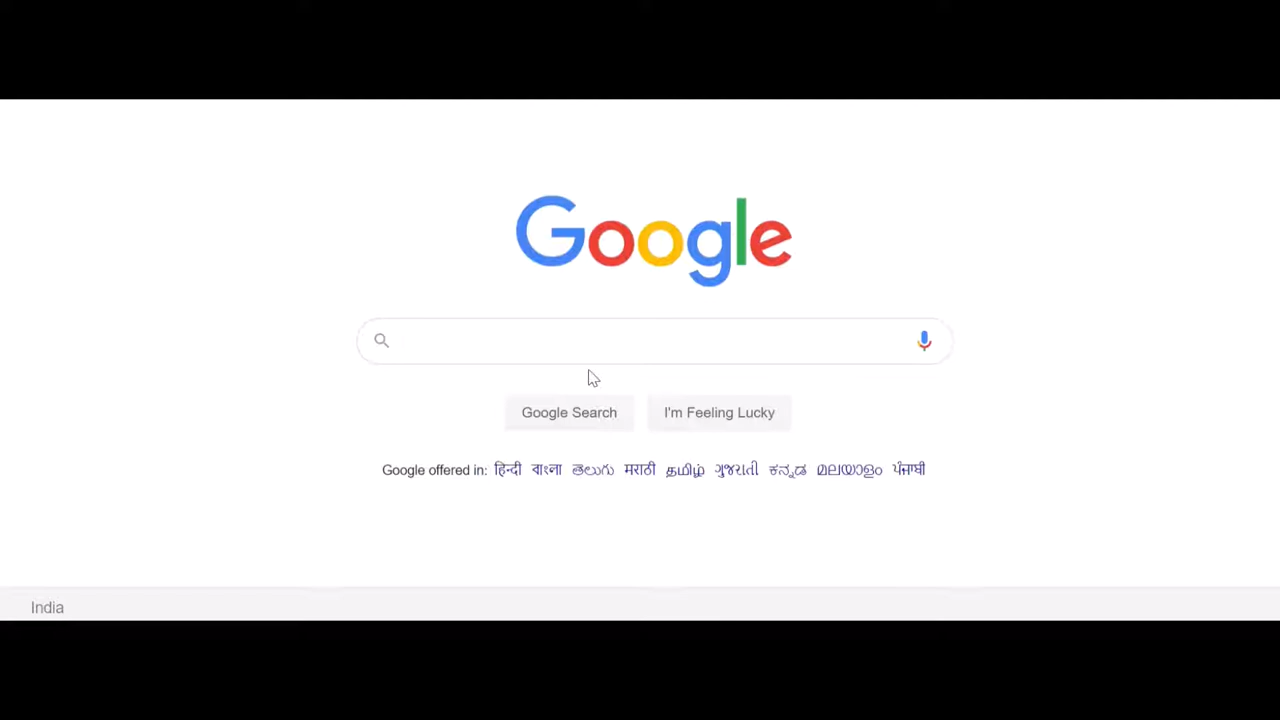 Google
Google Search I'm Feeling Lucky
Google offered in: हिन्दी বাংলা తెలుగు मराठी தமிழ் ગુજરાતી ಕನ್ನಡ മലയാളം ਪੰਜਾਬੀ
India